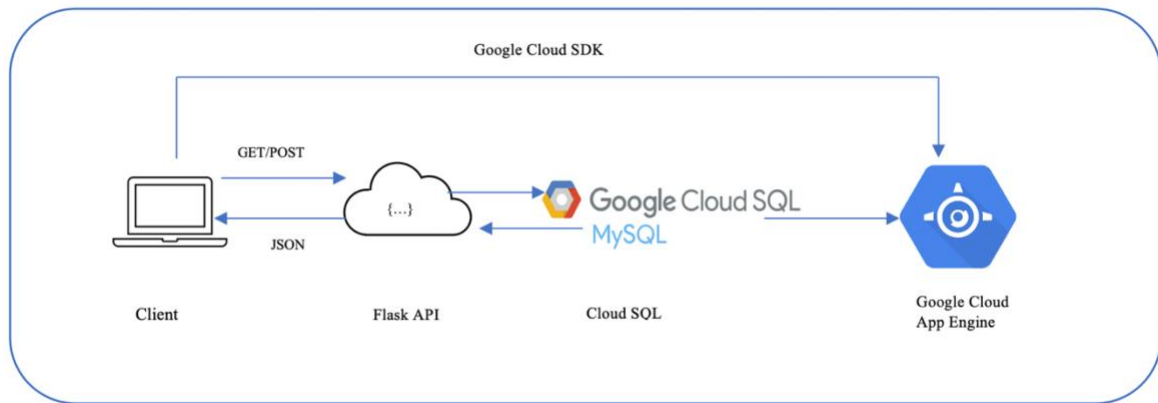 Google Cloud SDK
GET/POST
{...}
Google Cloud SQL
MySQL
JSON
Client
Flask API
Cloud SQL
Google Cloud
App Engine